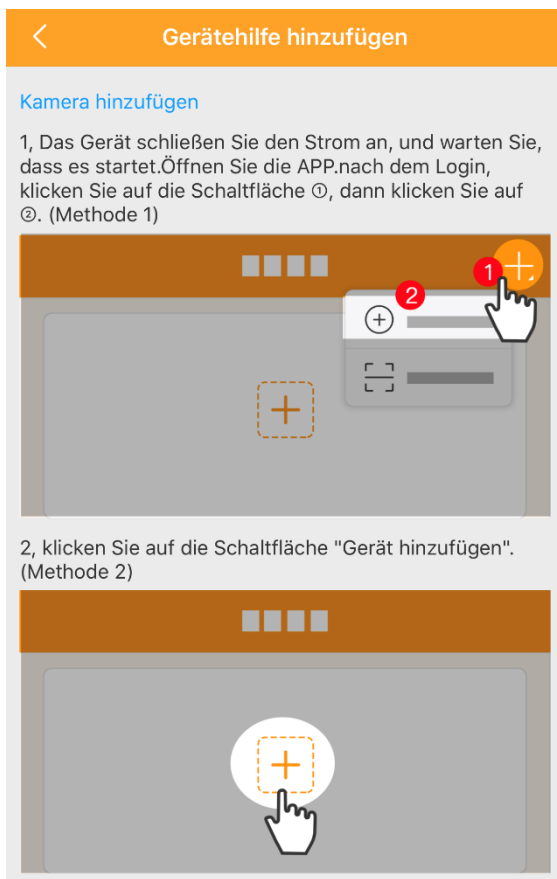 Gerätehilfe hinzufügen
Kamera hinzufügen
1, Das Gerät schließen Sie den Strom an, und warten Sie,
dass es startet.Öffnen Sie die APP.nach dem Login,
klicken Sie auf die Schaltfläche ①, dann klicken Sie auf
②. (Methode 1)
1
2
2, klicken Sie auf die Schaltfläche "Gerät hinzufügen".
(Methode 2)